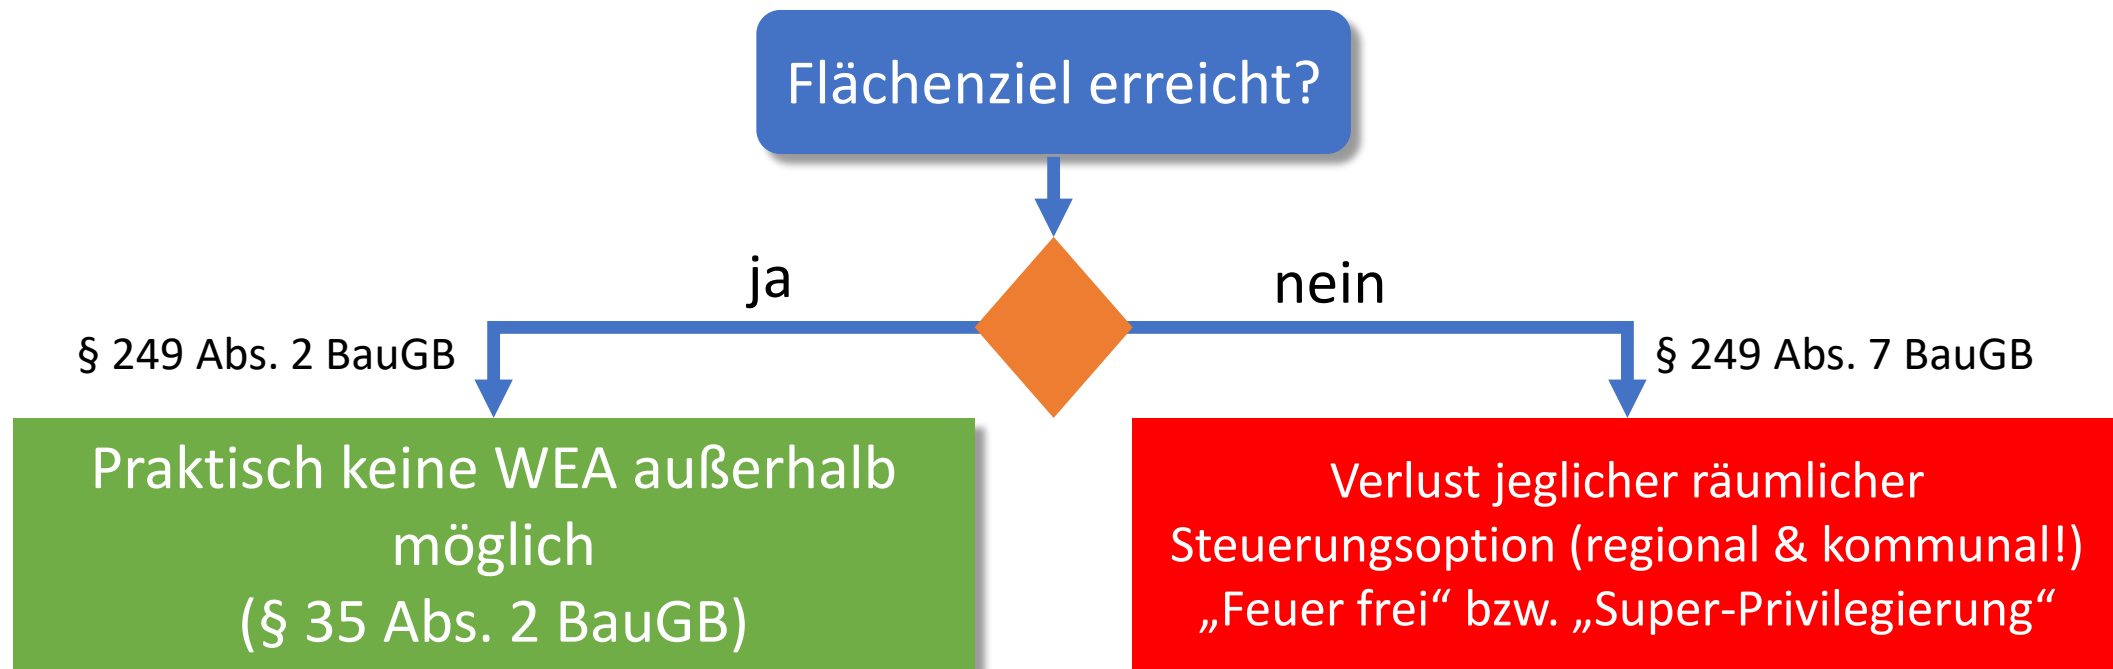 Flächenziel erreicht?
ja
nein
§ 249 Abs. 2 BauGB
§ 249 Abs. 7 BauGB
Praktisch keine WEA außerhalb
möglich
(§ 35 Abs. 2 BauGB)
Verlust jeglicher räumlicher
Steuerungsoption (regional & kommunal!)
„Feuer frei“ bzw. „Super-Privilegierung“